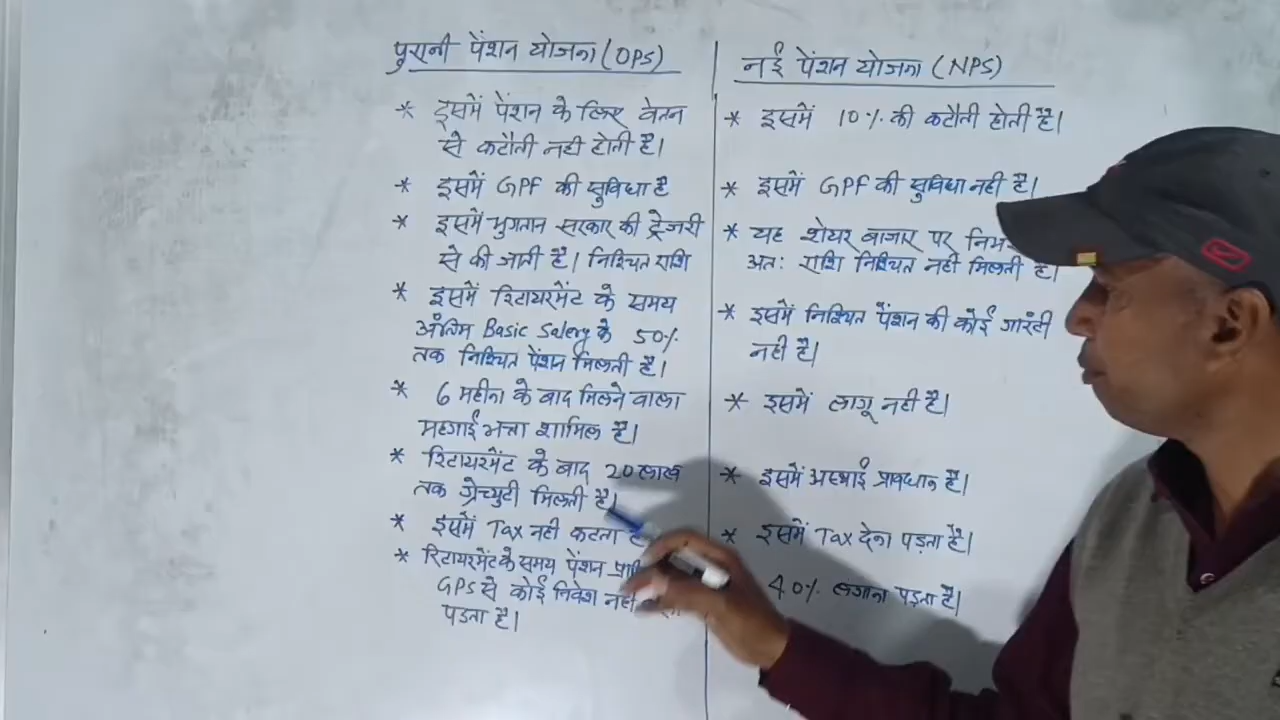 पुरानी पेंशन योजना (OPS)
* इसमें पेंशन के लिए वेतन
से कटौती नही होती है।
* इसमें GPF की सुविधा है
* इसमें भुगतान सरकार की ट्रेजरी
से की जाती है। निश्चित राशि
* इसमें रिटायरमेंट के समय
अंतिम Basic Salery के 50%
तक निश्चित पेंशन मिलती है।
* 6 महीना के बाद मिलने वाला
महगाई भत्ता शामिल है।
* रिटायरमेंट के बाद 20 लाख
तक ग्रेच्युटी मिलती है।
* इसमें Tax नही कटता
* रिटायरमेंट के समय पेंशन
GPS से कोई निवेश नही
पडता है।
नई पेंशन योजना (NPS)
* इसमें 10% की कटौती होती है।
* इसमें GPF की सुविधा नही है।
* यह शेयर बाजार पर
अतः राशि निश्चित नही मिलती है।
* इसमें निश्चित पेंशन की कोई गारंटी
नही है।
* इसमें लागू नही है।
* इसमें अस्थाई प्रावधान है।
* इसमें Tax देना पड़ता है।
40% लगाना पड़ता है।